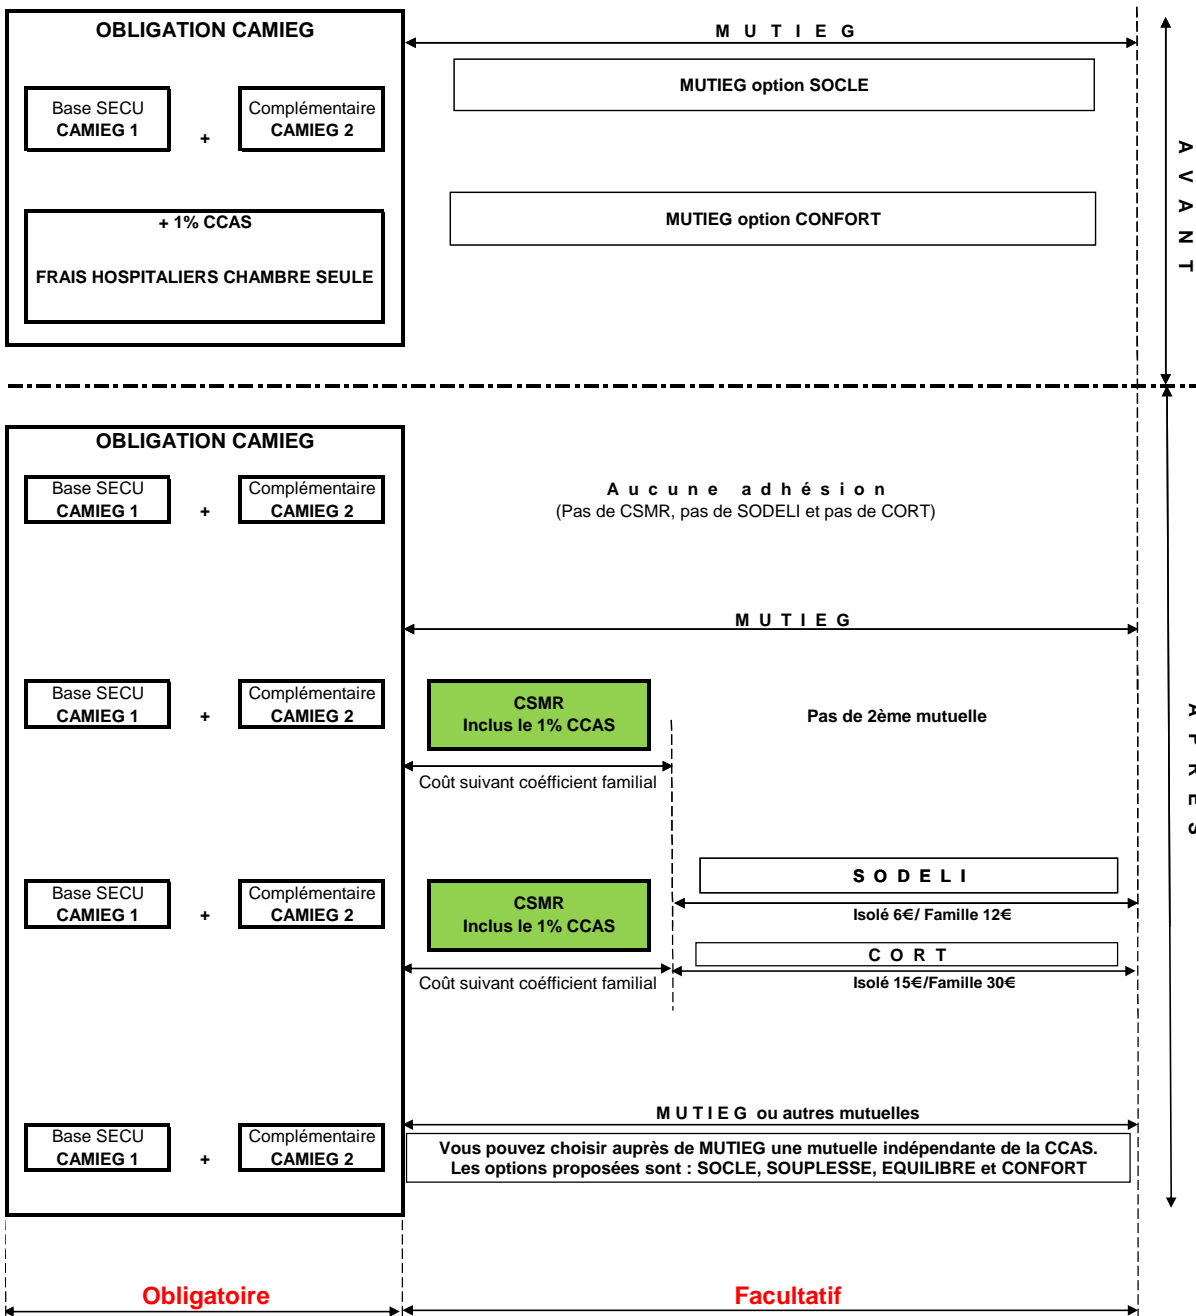 OBLIGATION CAMIEG
M U T I E G
MUTIEG option SOCLE
Base SECU
CAMIEG 1
+
Complémentaire
CAMIEG 2
+ 1% CCAS
FRAIS HOSPITALIERS CHAMBRE SEULE
MUTIEG option CONFORT
A V A N T
OBLIGATION CAMIEG
Base SECU
CAMIEG 1
+
Complémentaire
CAMIEG 2
Aucune adhésion
(Pas de CSMR, pas de SODELI et pas de CORT)
M U T I E G
Base SECU
CAMIEG 1
+
Complémentaire
CAMIEG 2
CSMR
Inclus le 1% CCAS
Pas de 2ème mutuelle
Coût suivant coéfficient familial
A P R E S
Base SECU
CAMIEG 1
+
Complémentaire
CAMIEG 2
CSMR
Inclus le 1% CCAS
Coût suivant coéfficient familial
S O D E L I
Isolé 6€/ Famille 12€
C O R T
Isolé 15€/Famille 30€
M U T I E G ou autres mutuelles
Base SECU
CAMIEG 1
+
Complémentaire
CAMIEG 2
Vous pouvez choisir auprès de MUTIEG une mutuelle indépendante de la CCAS.
Les options proposées sont : SOCLE, SOUPLESSE, EQUILIBRE et CONFORT
Obligatoire
Facultatif